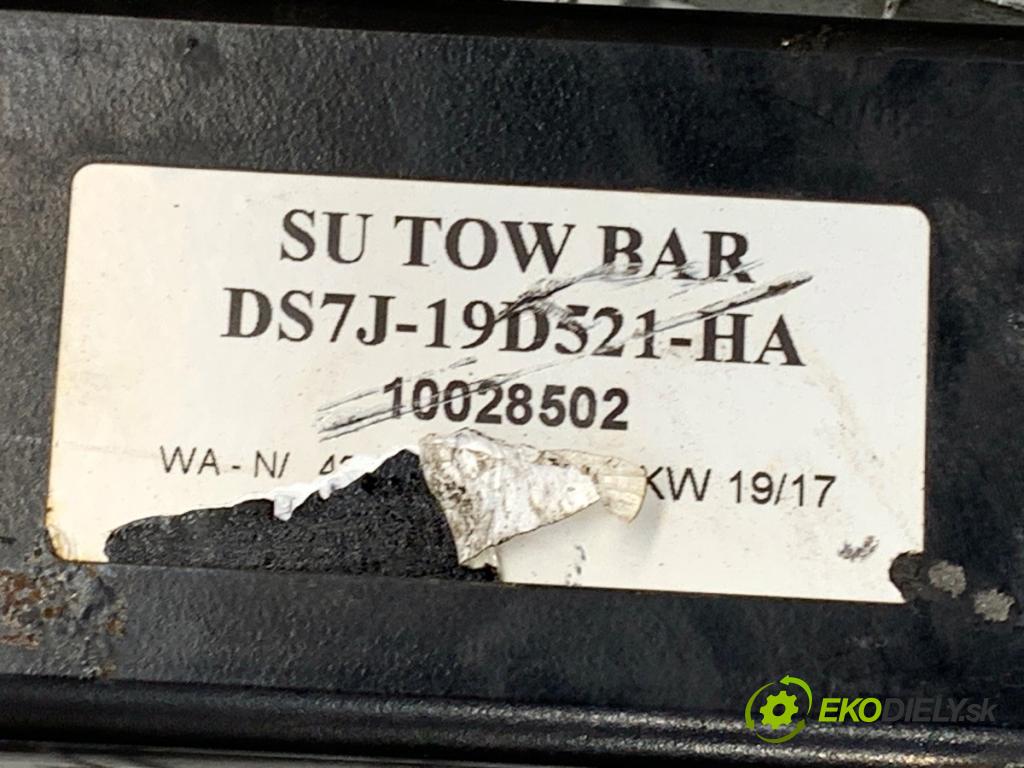 SU TOW BAR
DS7J-19D521-HA
10028502
WA - N/ KW 19/17
EKODIELY.sk